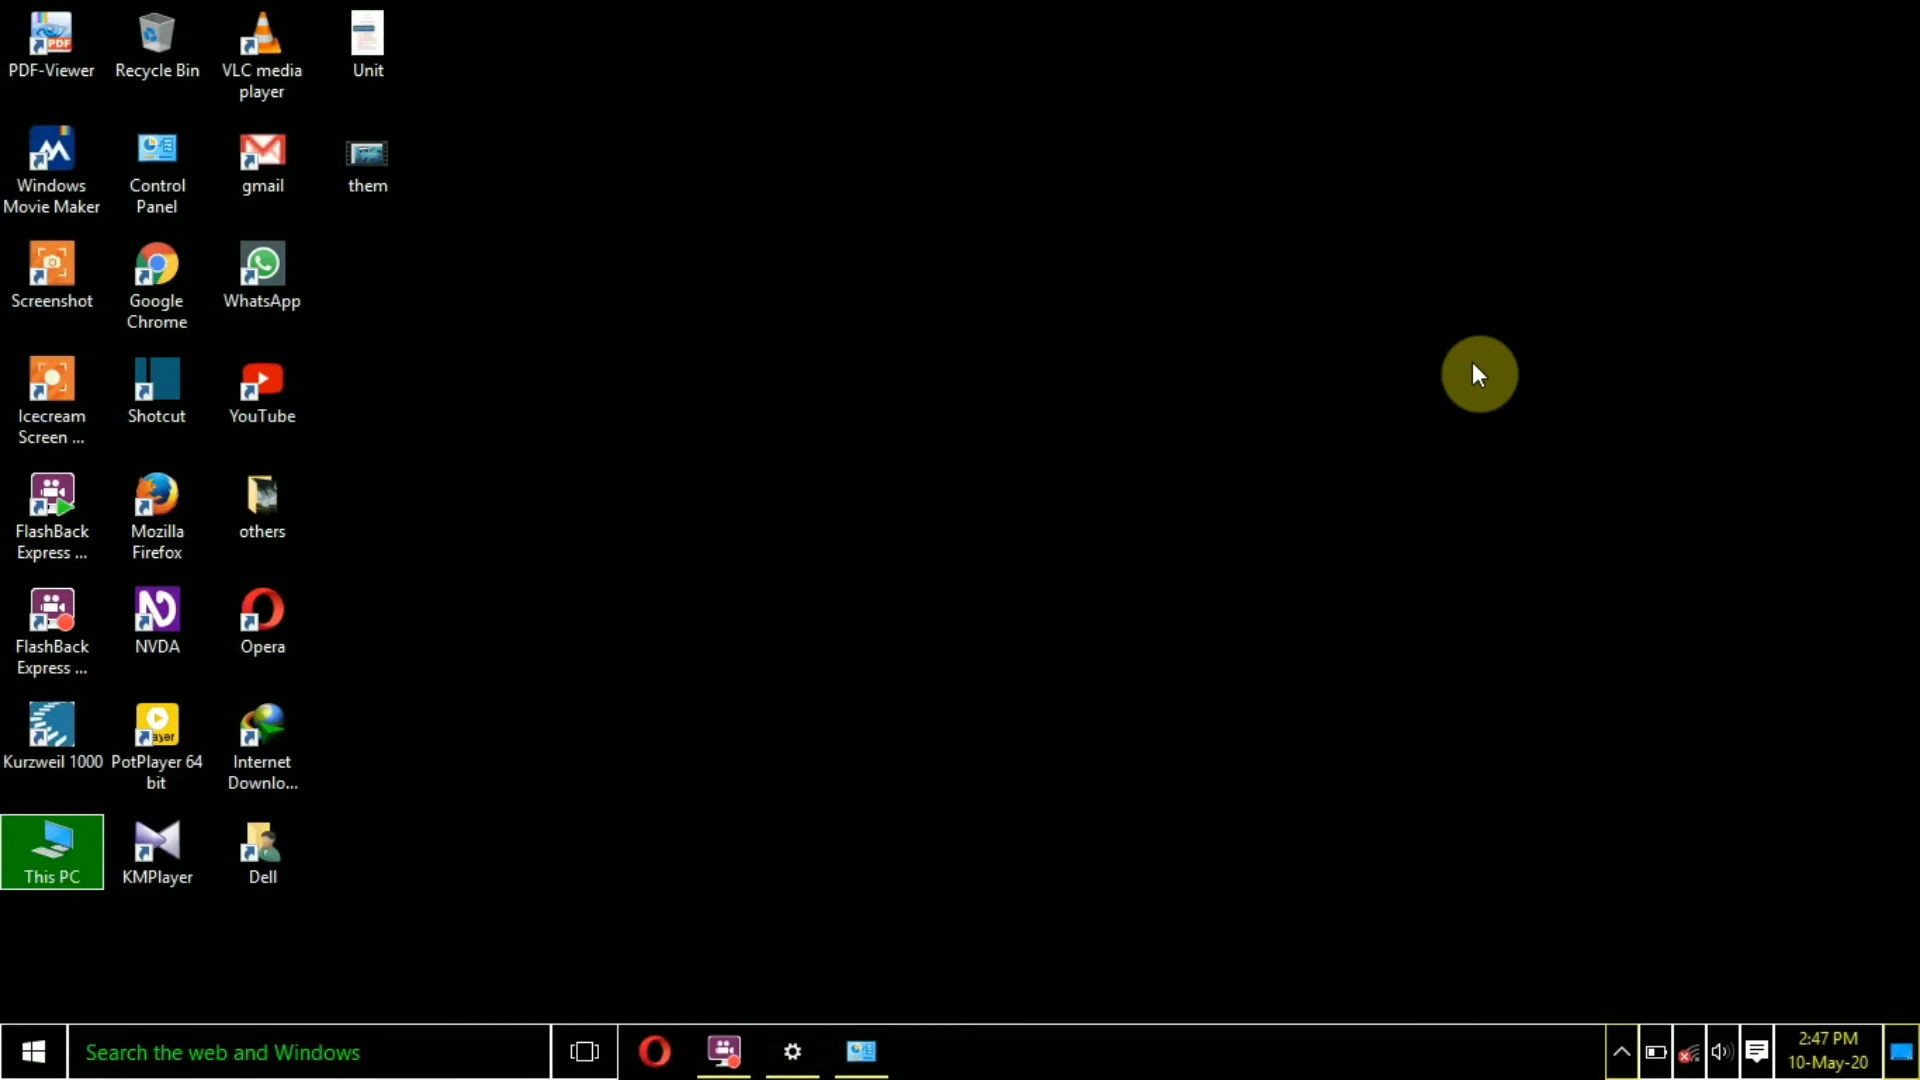 PDF-Viewer
Recycle Bin
VLC media
player
Unit
Windows
Movie Maker
Control
Panel
gmail
them
Screenshot
Google
Chrome
WhatsApp
Icecream
Screen ...
Shotcut
YouTube
FlashBack
Express ...
Mozilla
Firefox
others
FlashBack
Express ...
NVDA
Opera
Kurzweil 1000
PotPlayer 64
bit
Internet
Downlo...
This PC
KMPlayer
Dell
Search the web and Windows
2:47 PM
10-May-20